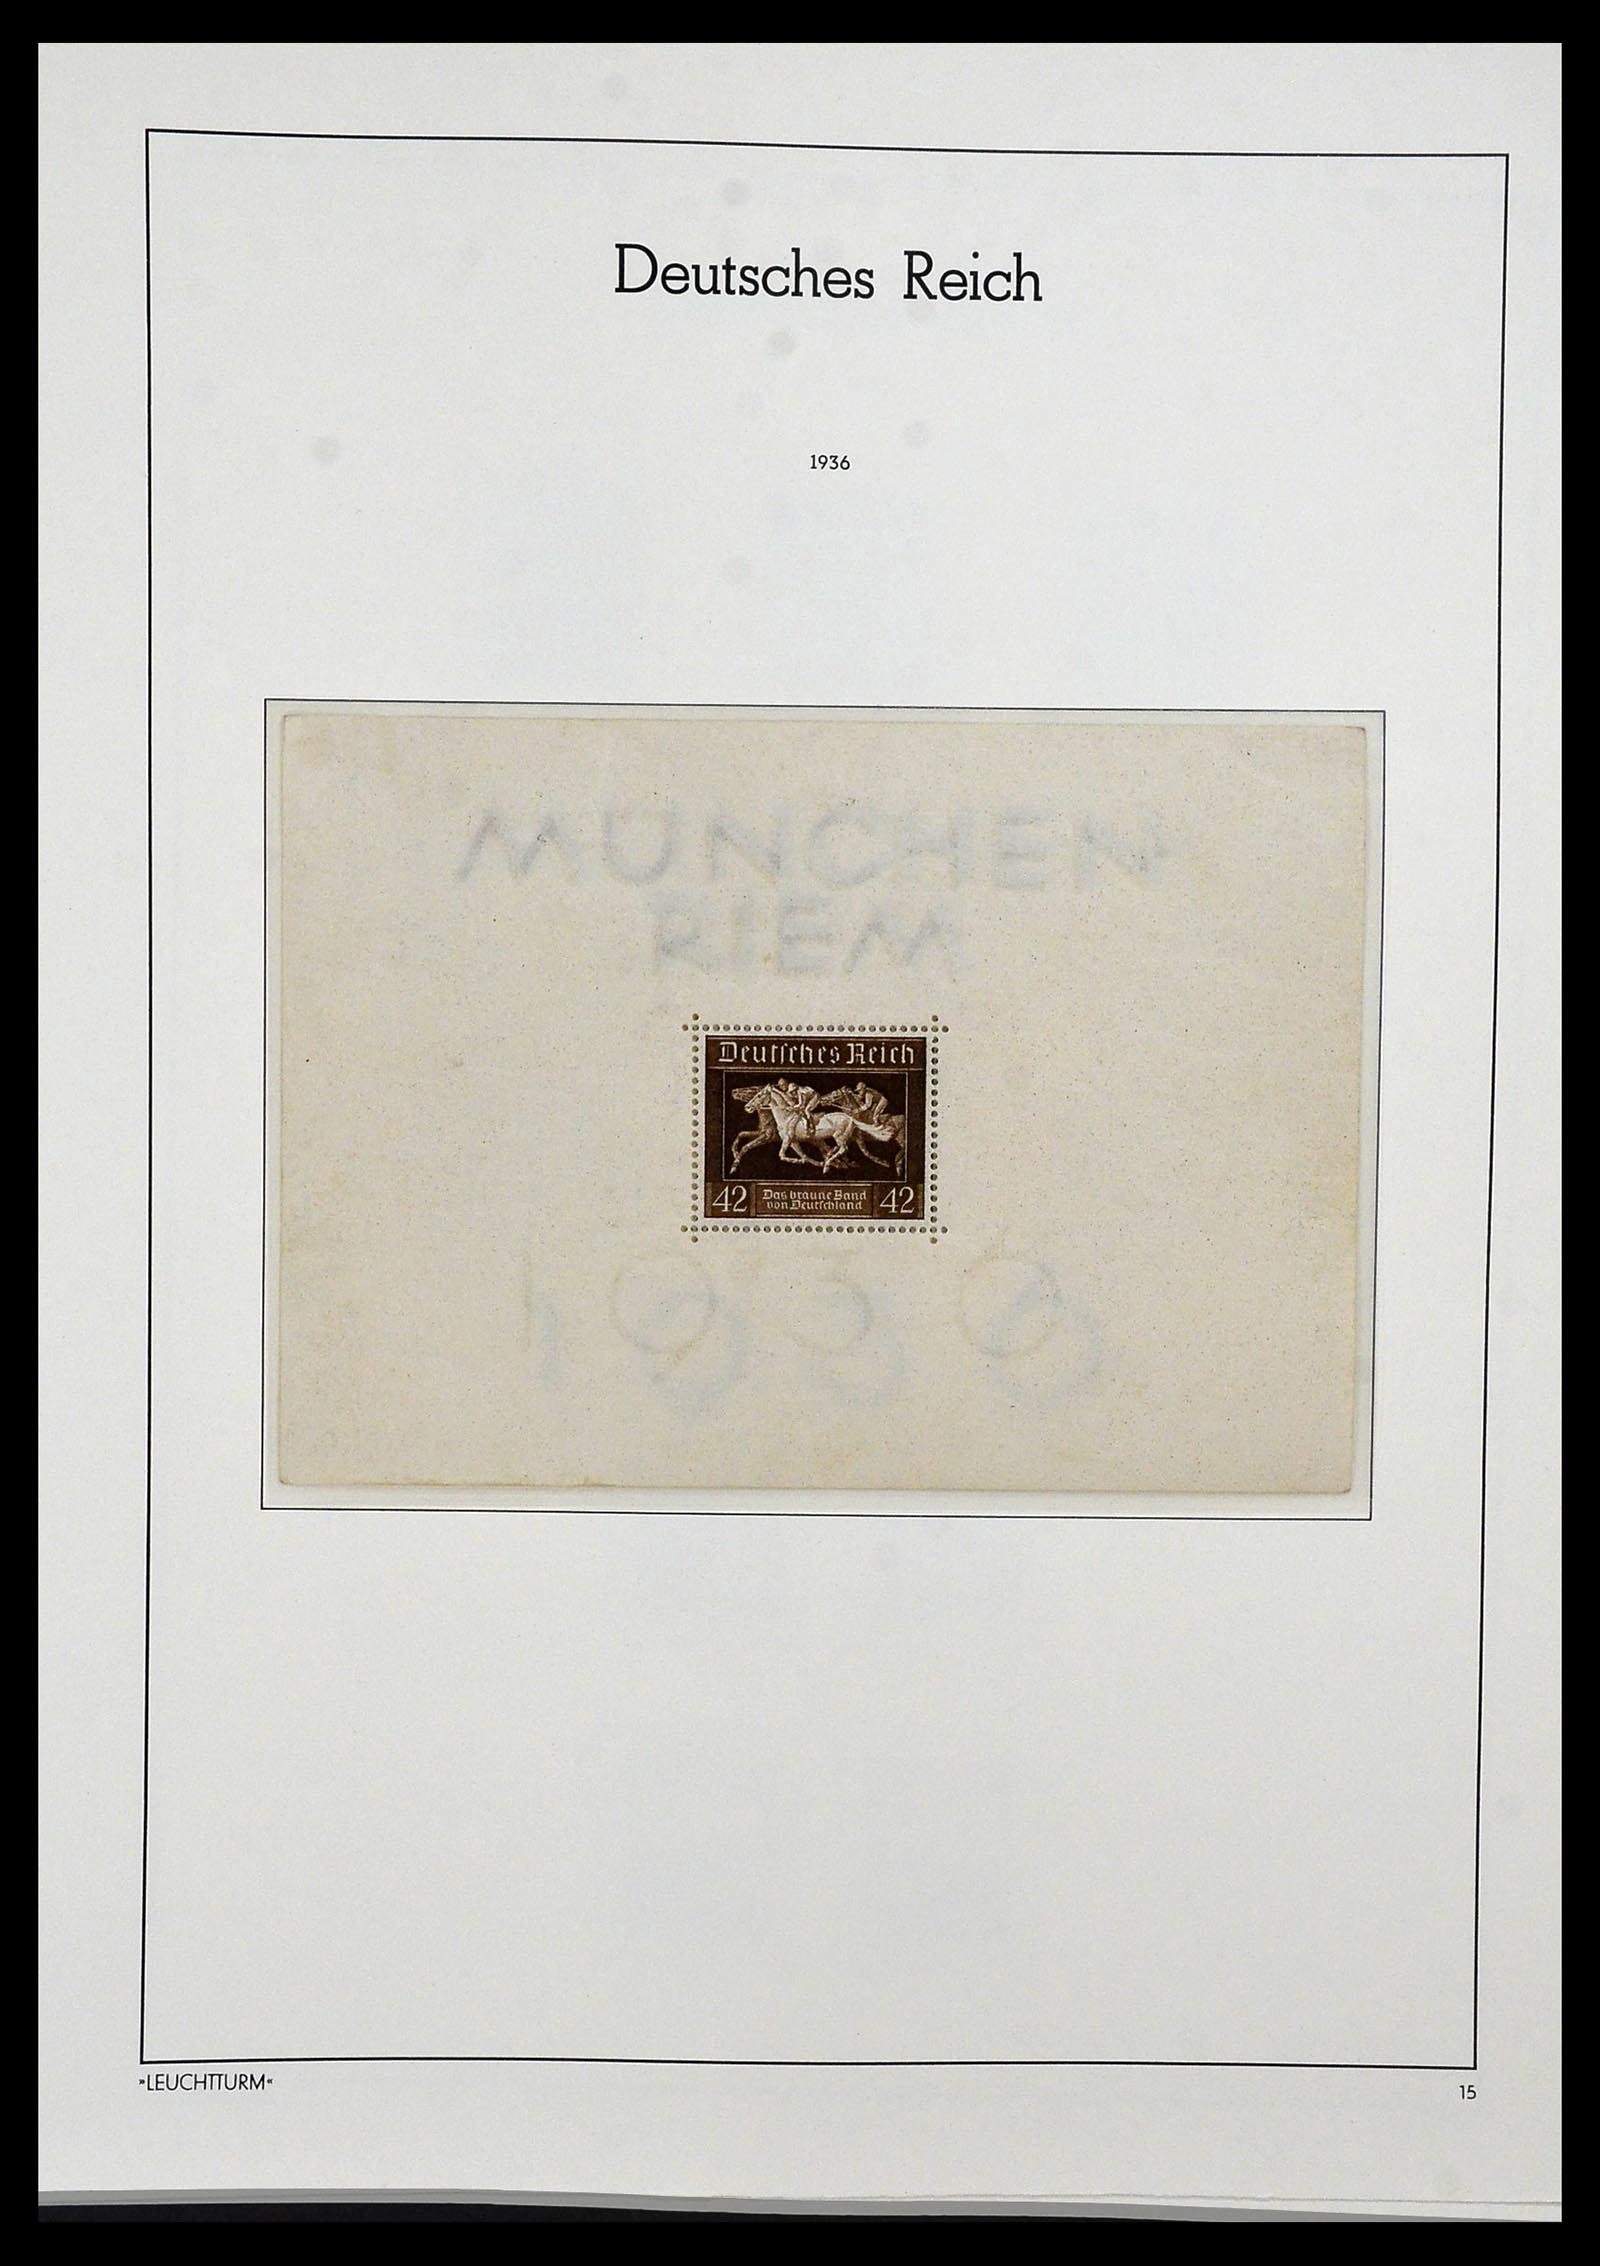 Deutsches Reich
1936
MÜNCHEN
RIEM
Deutsches Reich
42 Das braune Band 42
von Deutschland
1936
»LEUCHTTURM«
15